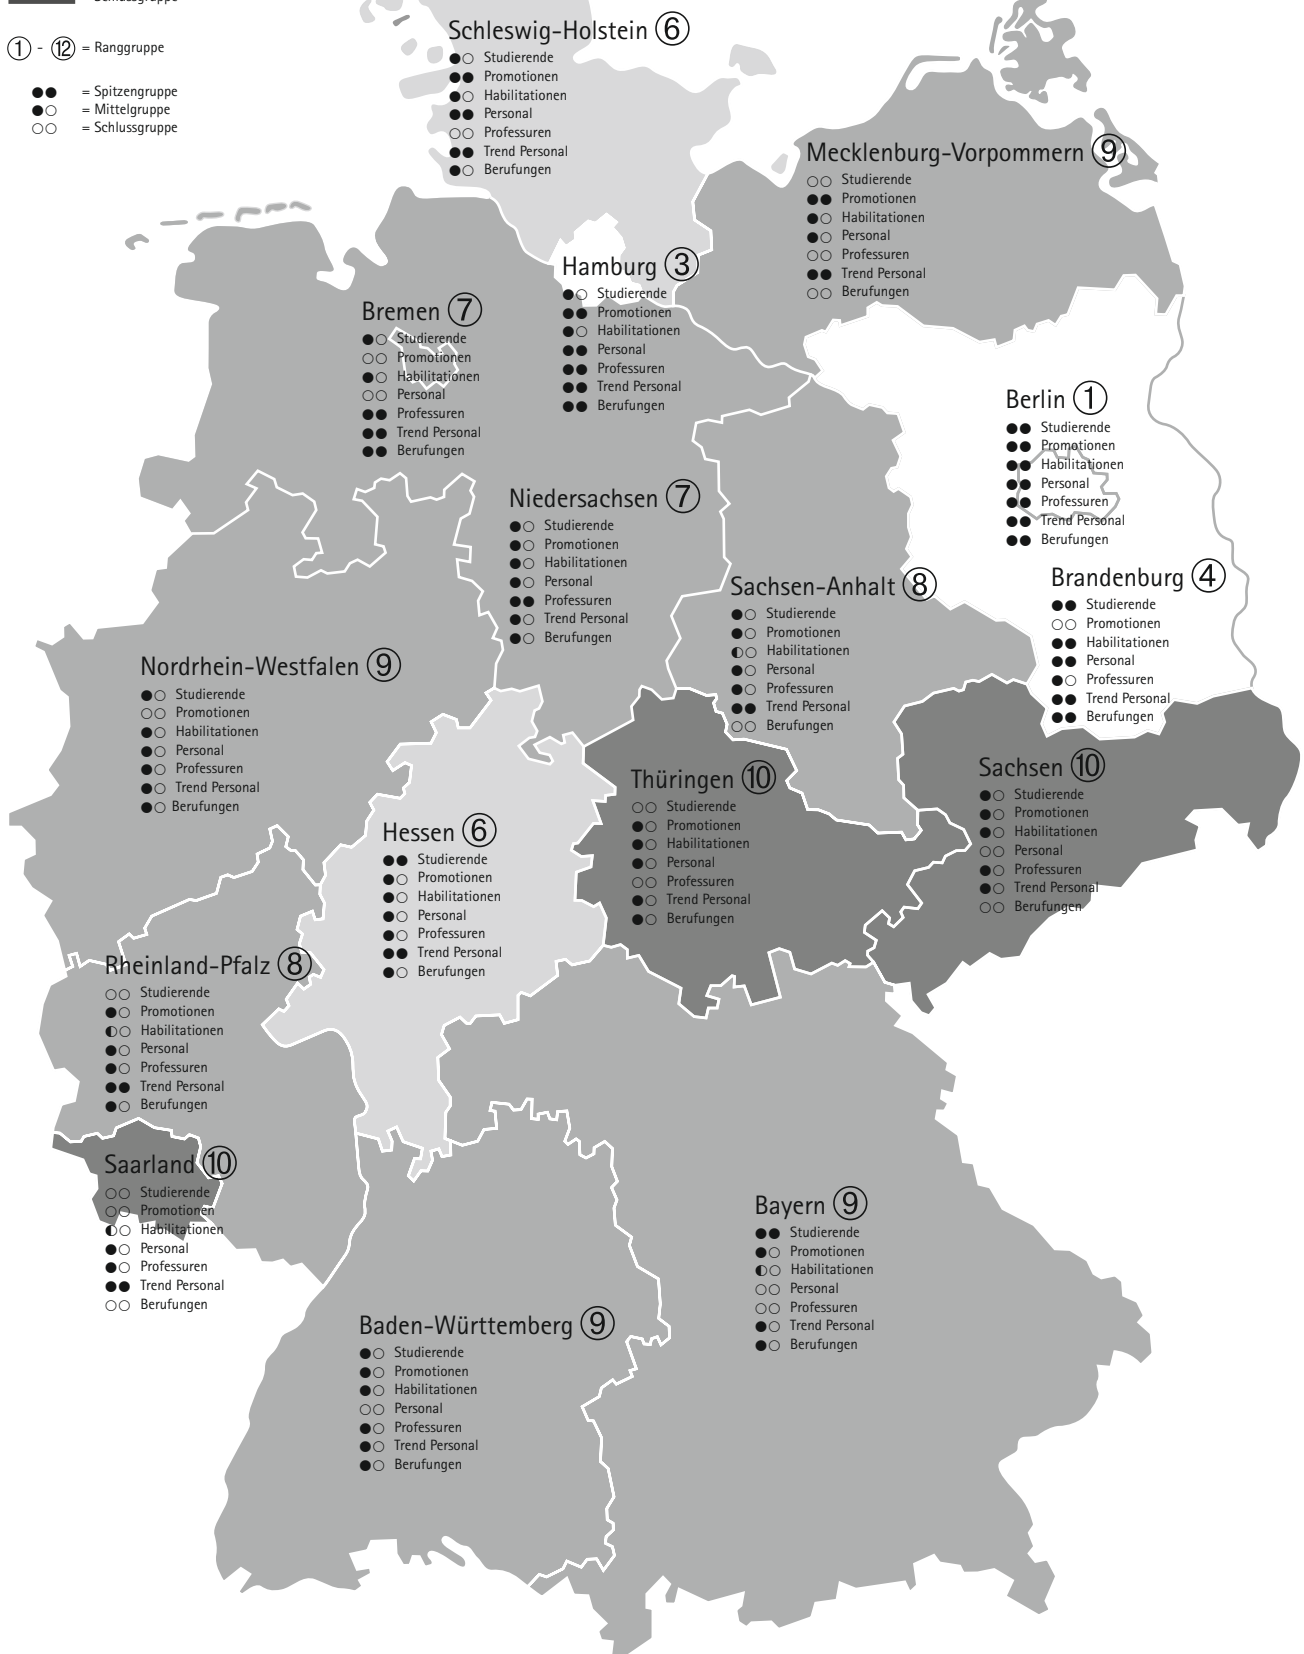 ① - ⑫ = Ranggruppe
●● = Spitzengruppe
●○ = Mittelgruppe
○○ = Schlussgruppe
Schleswig-Holstein ⑥
●○ Studierende
●● Promotionen
●○ Habilitationen
●● Personal
○○ Professuren
●● Trend Personal
●○ Berufungen
Mecklenburg-Vorpommern ⑨
○○ Studierende
●● Promotionen
●○ Habilitationen
●○ Personal
○○ Professuren
●● Trend Personal
○○ Berufungen
Hamburg ③
●○ Studierende
●● Promotionen
●○ Habilitationen
●● Personal
●● Professuren
●● Trend Personal
●● Berufungen
Bremen ⑦
●○ Studierende
○○ Promotionen
●○ Habilitationen
○○ Personal
●● Professuren
●● Trend Personal
●● Berufungen
Berlin ①
●● Studierende
●● Promotionen
●● Habilitationen
●● Personal
●● Professuren
●● Trend Personal
●● Berufungen
Niedersachsen ⑦
●○ Studierende
●○ Promotionen
●○ Habilitationen
●○ Personal
●● Professuren
●○ Trend Personal
●○ Berufungen
Brandenburg ④
●● Studierende
○○ Promotionen
●● Habilitationen
●● Personal
●○ Professuren
●● Trend Personal
●● Berufungen
Sachsen-Anhalt ⑧
●○ Studierende
●○ Promotionen
◐○ Habilitationen
●○ Personal
●○ Professuren
●● Trend Personal
○○ Berufungen
Nordrhein-Westfalen ⑨
●○ Studierende
○○ Promotionen
●○ Habilitationen
●○ Personal
●○ Professuren
●○ Trend Personal
●○ Berufungen
Thüringen ⑩
○○ Studierende
●○ Promotionen
●○ Habilitationen
●○ Personal
○○ Professuren
●○ Trend Personal
●○ Berufungen
Sachsen ⑩
●○ Studierende
●○ Promotionen
●○ Habilitationen
○○ Personal
●○ Professuren
●○ Trend Personal
○○ Berufungen
Hessen ⑥
●● Studierende
●○ Promotionen
●○ Habilitationen
●○ Personal
●○ Professuren
●● Trend Personal
●○ Berufungen
Rheinland-Pfalz ⑧
○○ Studierende
●○ Promotionen
◐○ Habilitationen
●○ Personal
●○ Professuren
●● Trend Personal
●○ Berufungen
Saarland ⑩
○○ Studierende
○○ Promotionen
◐○ Habilitationen
●○ Personal
●○ Professuren
●● Trend Personal
○○ Berufungen
Bayern ⑨
●● Studierende
●○ Promotionen
◐○ Habilitationen
○○ Personal
○○ Professuren
●○ Trend Personal
●○ Berufungen
Baden-Württemberg ⑨
●○ Studierende
●○ Promotionen
●○ Habilitationen
○○ Personal
●○ Professuren
●○ Trend Personal
●○ Berufungen